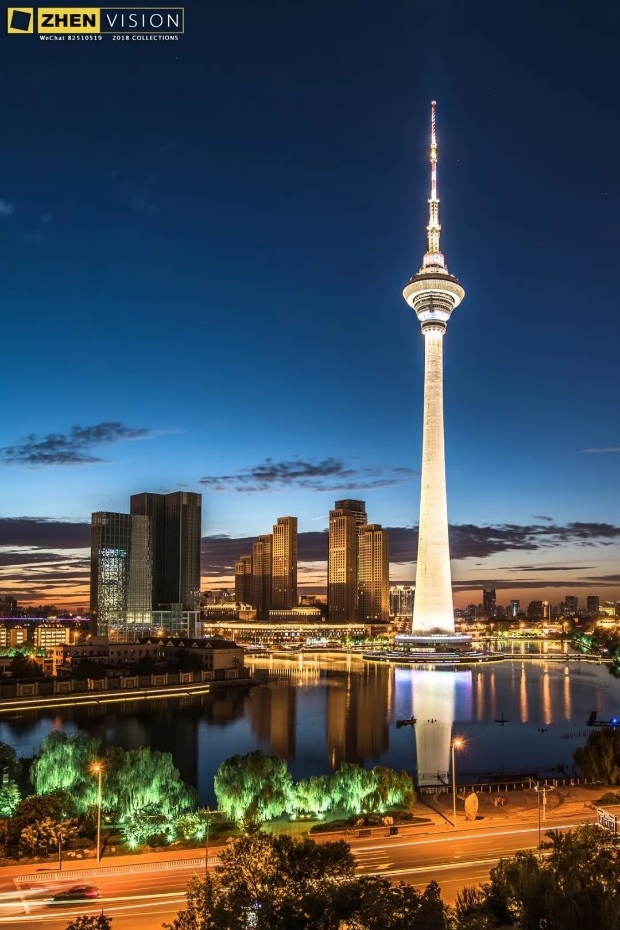 ZHEN VISION
WeChat 82510519 2018 COLLECTIONS